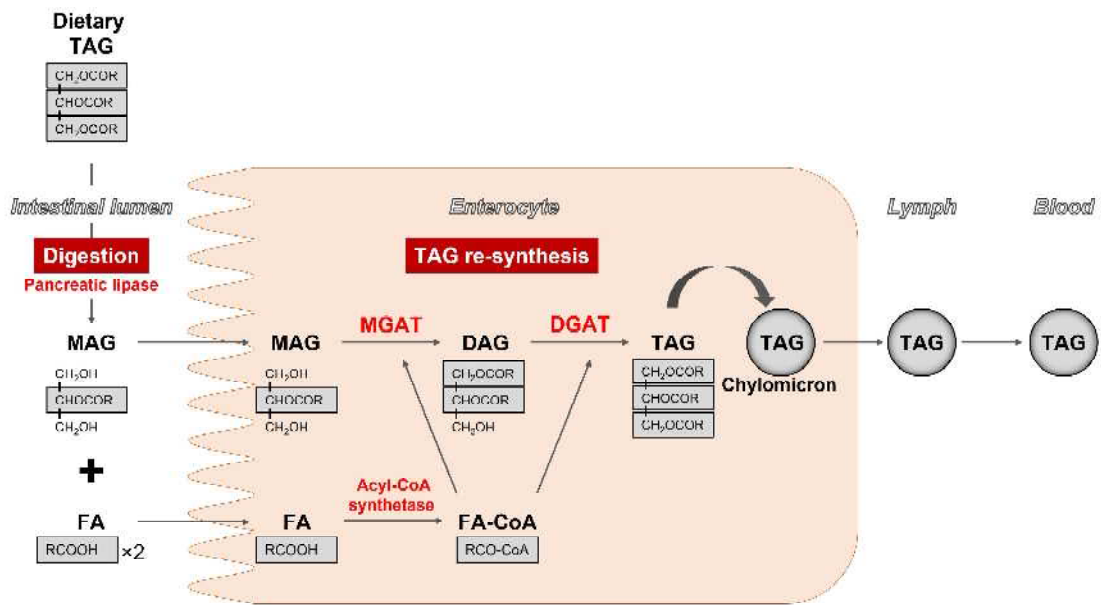 Dietary
TAG
CH₂OCOR
CHOCOR
CH₂OCOR
Intestinal lumen
Enterocyte
Lymph
Blood
Digestion
TAG re-synthesis
Pancreatic lipase
MAG
MAG
MGAT
DAG
DGAT
TAG
TAG
TAG
TAG
Chylomicron
CH₂OH
CHOCOR
CH₂OH
CH₂OH
CHOCOR
CH₂OH
CH₂OCOR
CHOCOR
CH₂OH
CH₂OCOR
CHOCOR
CH₂OCOR
+
Acyl-CoA
synthetase
FA
FA
FA-CoA
RCOOH ×2
RCOOH
RCO-CoA